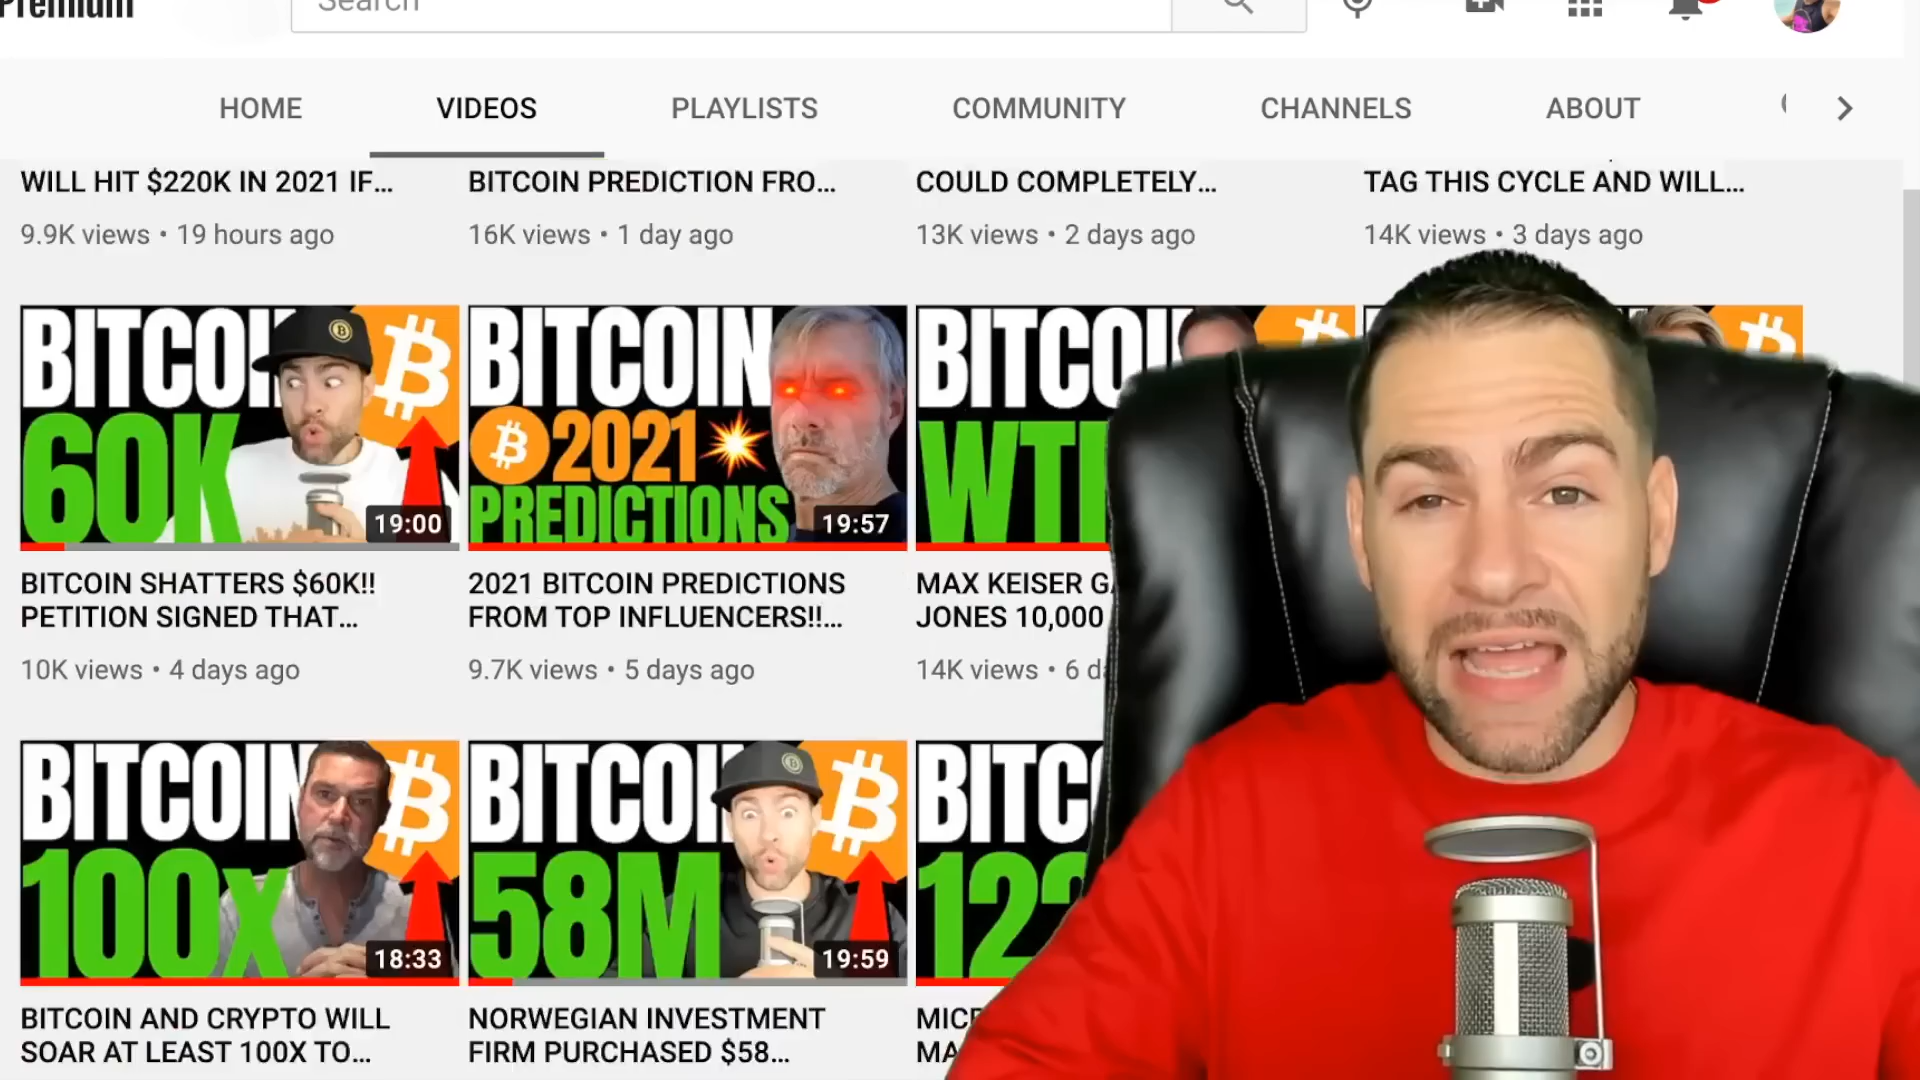 Premium
Search
HOME VIDEOS PLAYLISTS COMMUNITY CHANNELS ABOUT
WILL HIT $220K IN 2021 IF...
9.9K views • 19 hours ago
BITCOIN PREDICTION FRO...
16K views • 1 day ago
COULD COMPLETELY...
13K views • 2 days ago
TAG THIS CYCLE AND WILL...
14K views • 3 days ago
BITCOIN
60K
19:00
BITCOIN SHATTERS $60K!!
PETITION SIGNED THAT...
10K views • 4 days ago
BITCOIN
2021
PREDICTIONS
19:57
2021 BITCOIN PREDICTIONS
FROM TOP INFLUENCERS!!...
9.7K views • 5 days ago
MAX KEISER
JONES 10,000
14K views • 6
BITCOIN
100x
18:33
BITCOIN AND CRYPTO WILL
SOAR AT LEAST 100X TO...
BITCOIN
58M
19:59
NORWEGIAN INVESTMENT
FIRM PURCHASED $58...